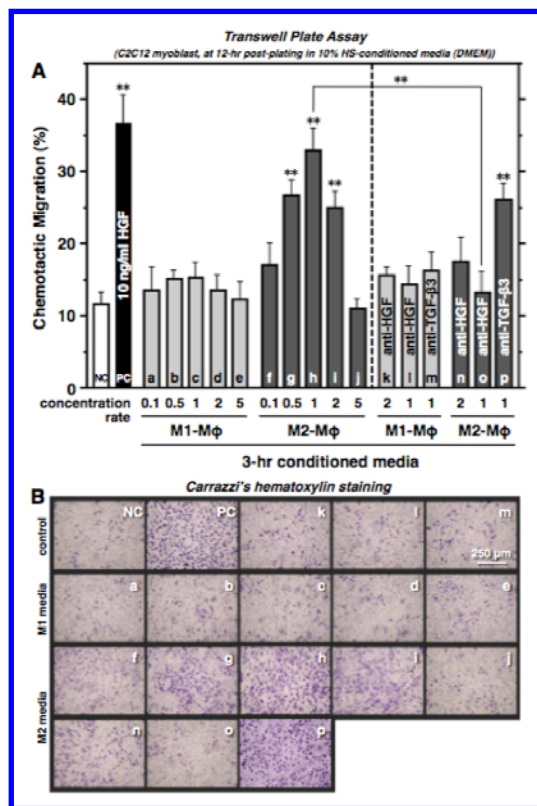 Transwell Plate Assay
(C2C12 myoblast, at 12-hr post-plating in 10% HS-conditioned media (DMEM))
A
Chemotactic Migration (%)
40
30
20
10
0
**
**
**
**
**
**
NC
PC
10 ng/ml HGF
a
b
c
d
e
f
g
h
i
j
anti-HGF
k
anti-HGF
l
anti-TGF-β3
m
anti-HGF
n
anti-HGF
o
anti-TGF-β3
p
concentration rate
0.1 0.5 1 2 5 0.1 0.5 1 2 5 2 1 1 2 1 1
M1-Mφ M2-Mφ M1-Mφ M2-Mφ
3-hr conditioned media
B
Carrazzi's hematoxylin staining
control
NC PC k l m
250 μm
M1 media
a b c d e
M2 media
f g h i j
n o p